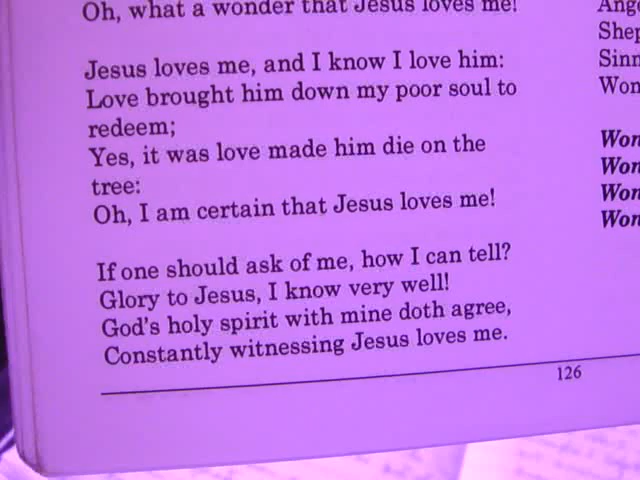 Oh, what a wonder that Jesus loves me!
Jesus loves me, and I know I love him:
Love brought him down my poor soul to
redeem;
Yes, it was love made him die on the
tree:
Oh, I am certain that Jesus loves me!
If one should ask of me, how I can tell?
Glory to Jesus, I know very well!
God's holy spirit with mine doth agree,
Constantly witnessing Jesus loves me.
126